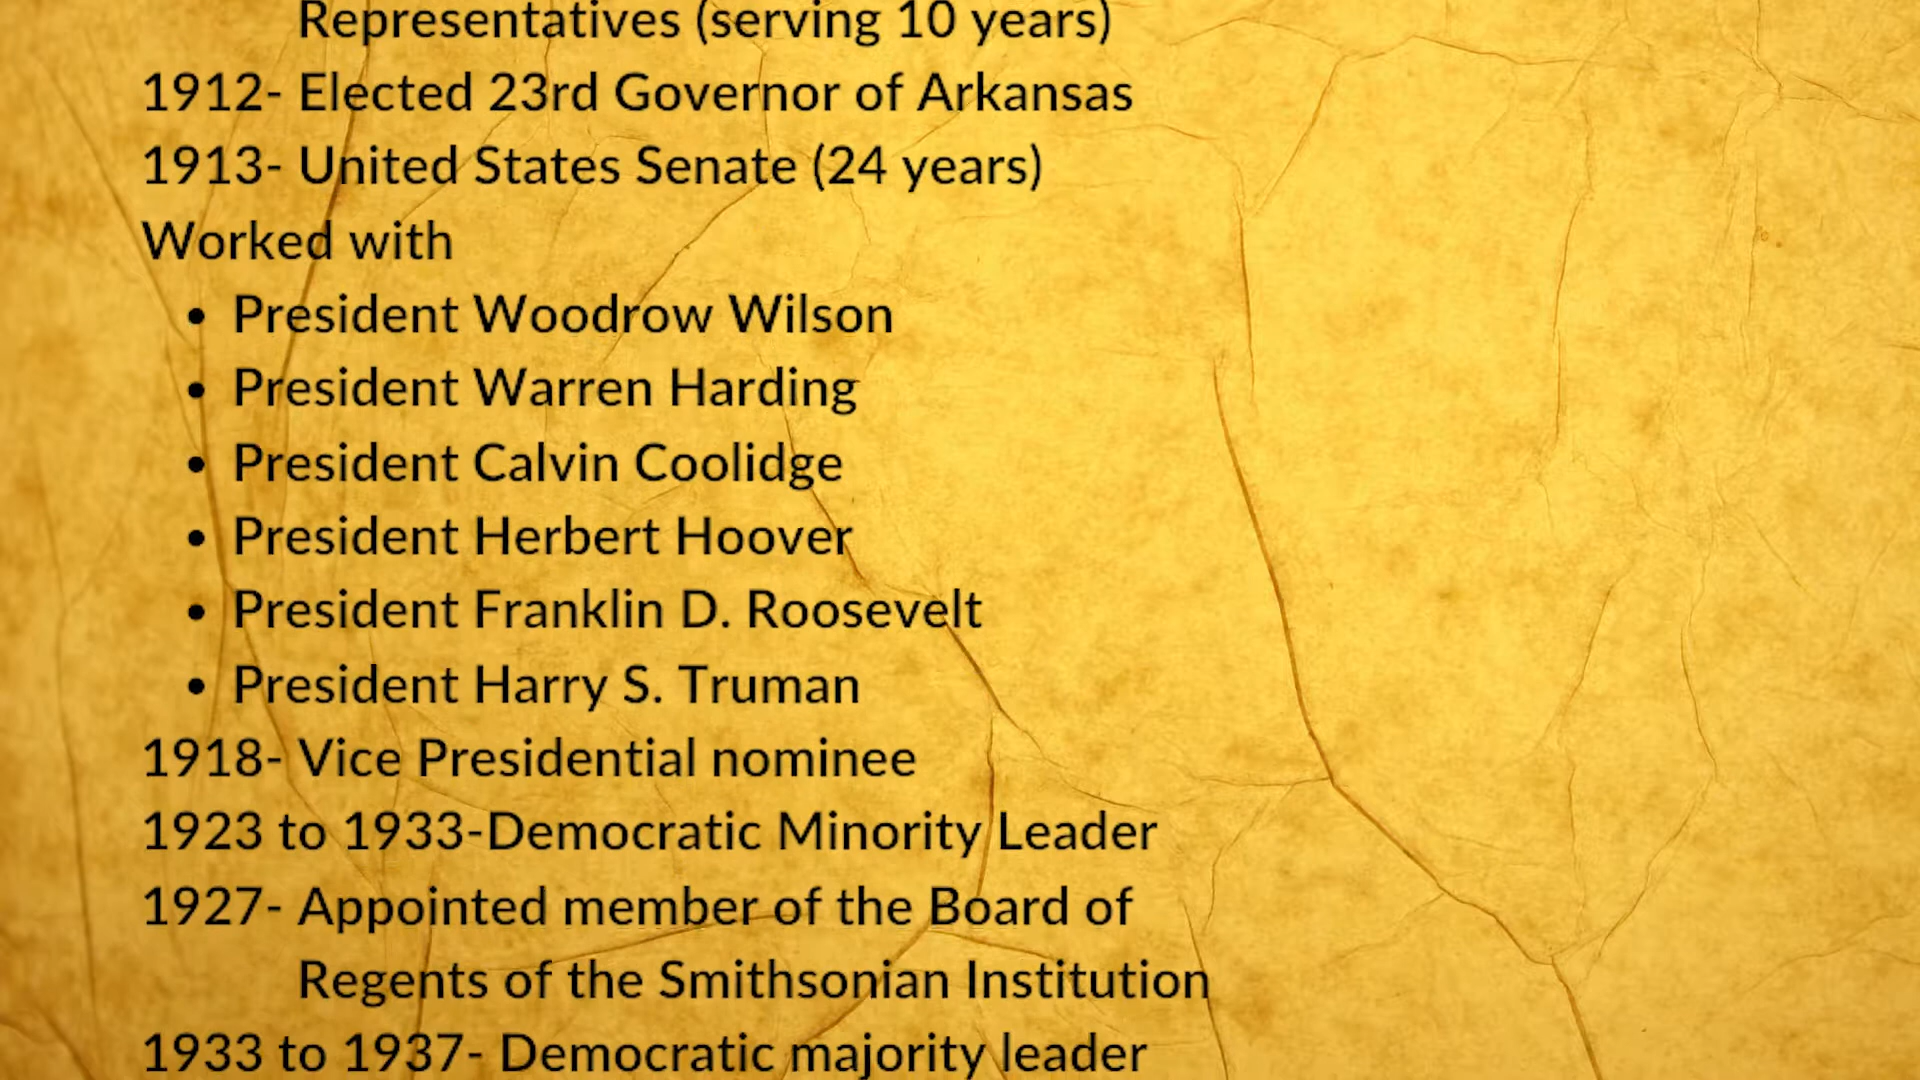 Representatives (serving 10 years)
1912- Elected 23rd Governor of Arkansas
1913- United States Senate (24 years)
Worked with
• President Woodrow Wilson
• President Warren Harding
• President Calvin Coolidge
• President Herbert Hoover
• President Franklin D. Roosevelt
• President Harry S. Truman
1918- Vice Presidential nominee
1923 to 1933-Democratic Minority Leader
1927- Appointed member of the Board of
Regents of the Smithsonian Institution
1933 to 1937- Democratic majority leader